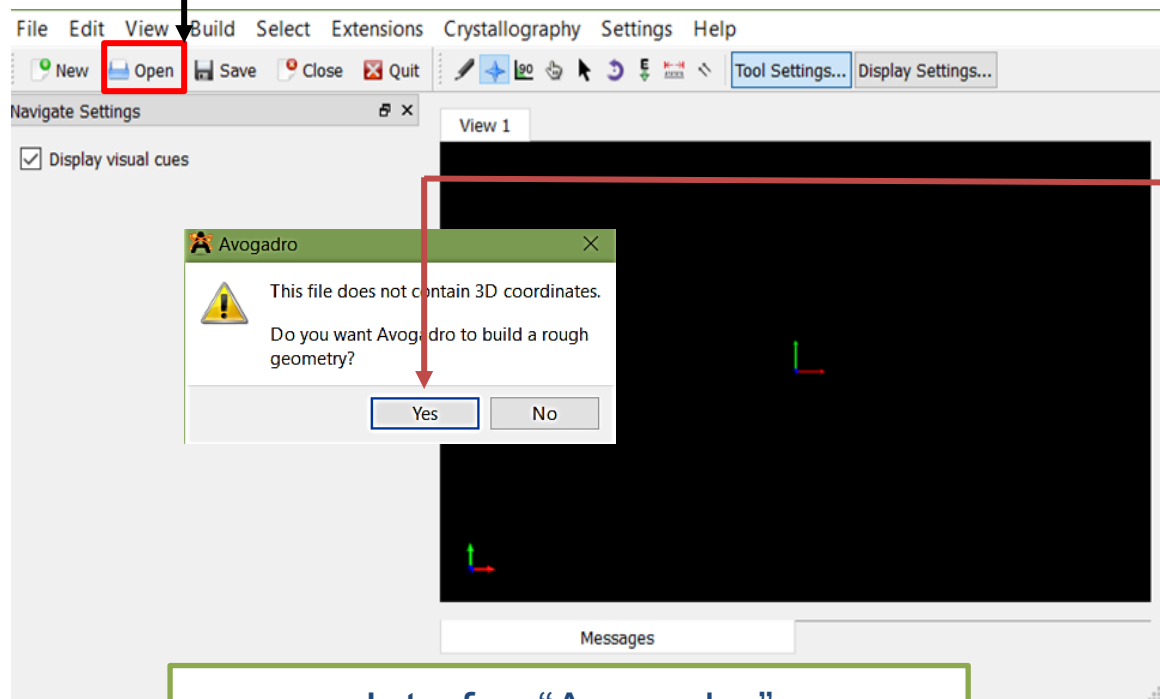 File Edit View Build Select Extensions Crystallography Settings Help
New Open Save Close Quit 90 E Tool Settings... Display Settings...
Navigate Settings
View 1
Display visual cues
Avogadro
This file does not contain 3D coordinates.
Do you want Avogadro to build a rough
geometry?
Yes No
Messages